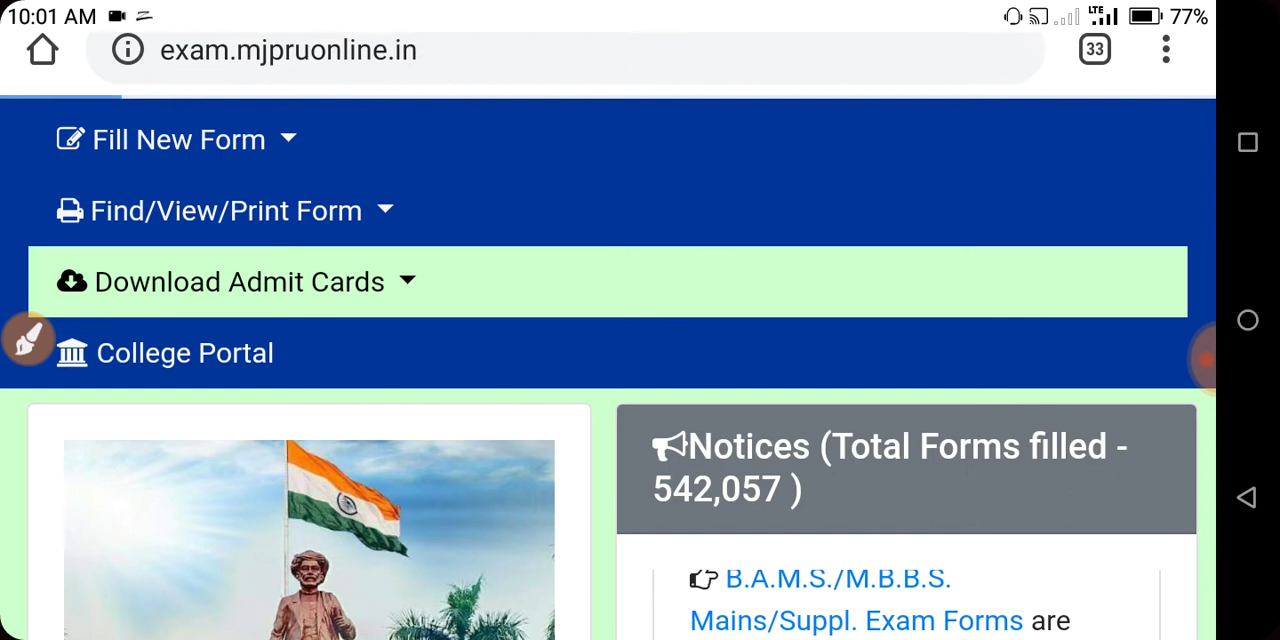 10:01 AM
LTE
77%
exam.mjpruonline.in
33
Fill New Form
Find/View/Print Form
Download Admit Cards
College Portal
Notices (Total Forms filled -
542,057 )
B.A.M.S./M.B.B.S.
Mains/Suppl. Exam Forms are